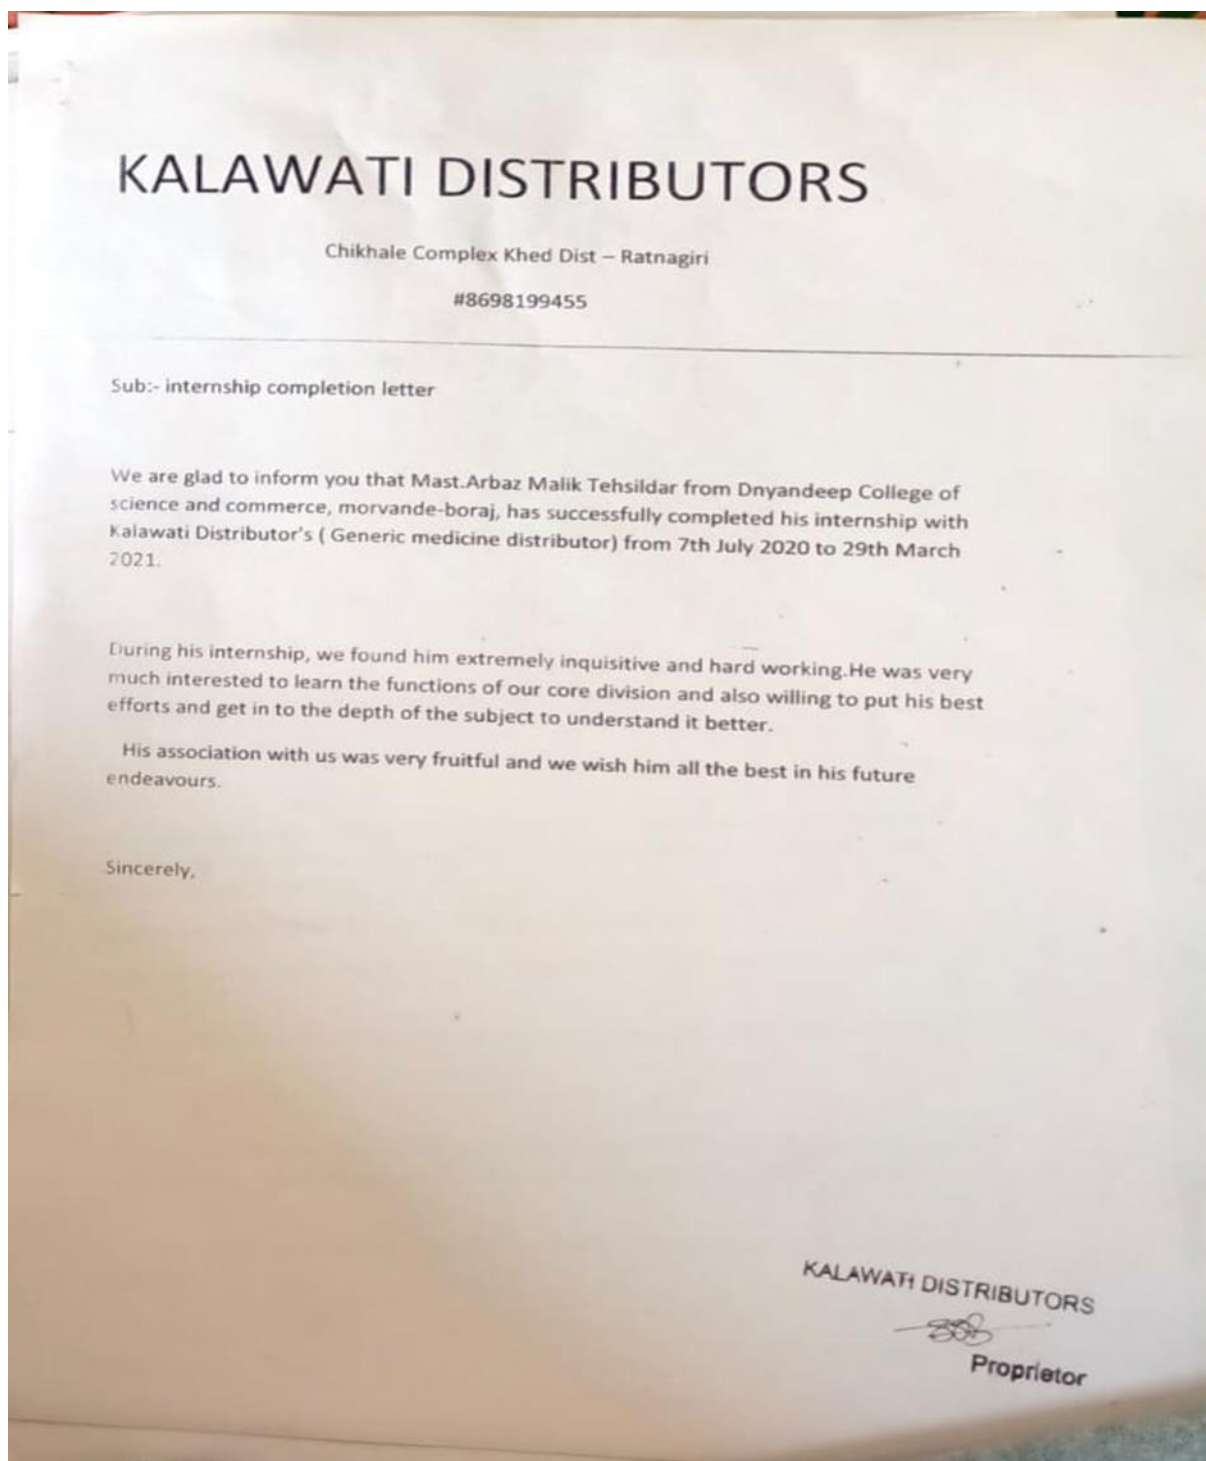 KALAWATI DISTRIBUTORS
Chikhale Complex Khed Dist – Ratnagiri
#8698199455
Sub:- internship completion letter
We are glad to inform you that Mast.Arbaz Malik Tehsildar from Dnyandeep College of
science and commerce, morvande-boraj, has successfully completed his internship with
Kalawati Distributor's ( Generic medicine distributor) from 7th July 2020 to 29th March
2021.
During his internship, we found him extremely inquisitive and hard working.He was very
much interested to learn the functions of our core division and also willing to put his best
efforts and get in to the depth of the subject to understand it better.
His association with us was very fruitful and we wish him all the best in his future
endeavours.
Sincerely,
KALAWATI DISTRIBUTORS
Proprietor